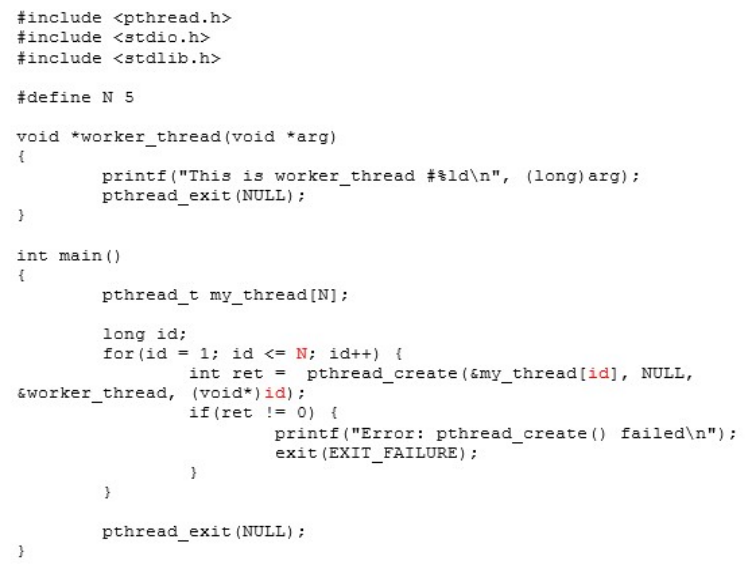 #include <pthread.h>
#include <stdio.h>
#include <stdlib.h>
#define N 5
void *worker_thread(void *arg)
{
printf("This is worker_thread #%ld\n", (long)arg);
pthread_exit(NULL);
}
int main()
{
pthread_t my_thread[N];
long id;
for(id = 1; id <= N; id++) {
int ret =  pthread_create(&my_thread[id], NULL,
&worker_thread, (void*)id);
if(ret != 0) {
printf("Error: pthread_create() failed\n");
exit(EXIT_FAILURE);
}
}
pthread_exit(NULL);
}